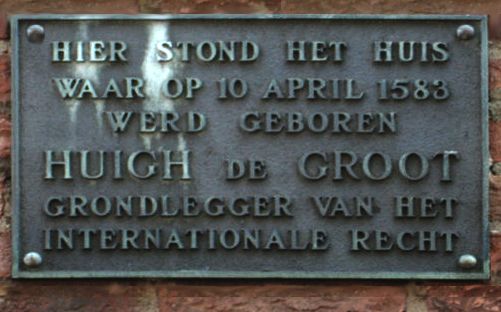 HIER STOND HET HUIS
WAAR OP 10 APRIL 1583
WERD GEBOREN
HUIGH DE GROOT
GRONDLEGGER VAN HET
INTERNATIONALE RECHT